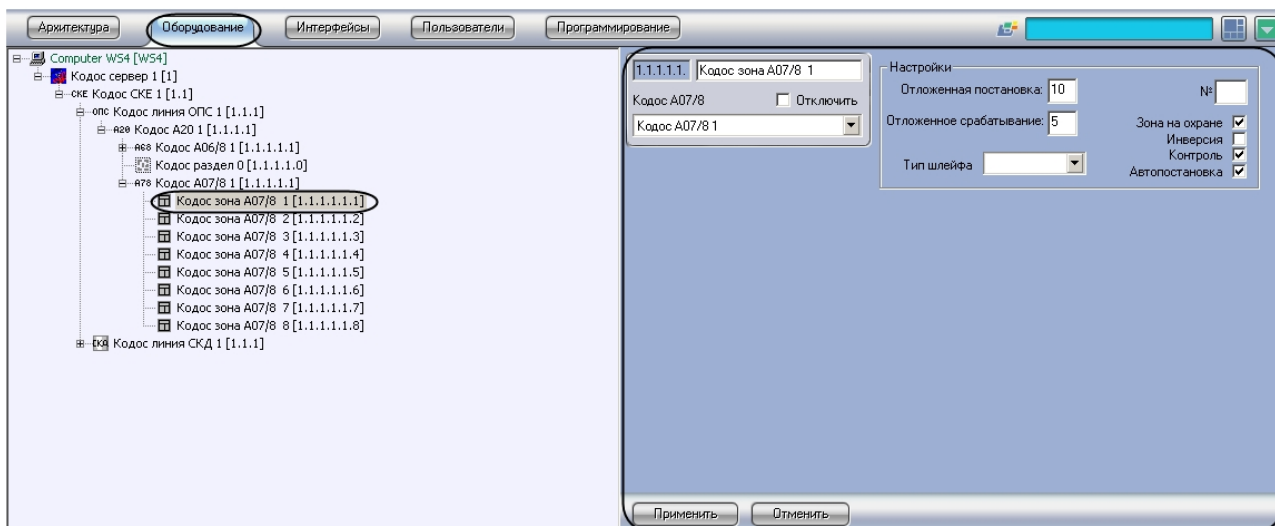 Архитектура Оборудование Интерфейсы Пользователи Программирование
Computer WS4 [WS4]
Кодос сервер 1 [1]
СКЕ Кодос СКЕ 1 [1.1]
ОПС Кодос линия ОПС 1 [1.1.1]
А20 Кодос А20 1 [1.1.1.1]
А68 Кодос А06/8 1 [1.1.1.1.1]
Кодос раздел 0 [1.1.1.1.0]
А78 Кодос А07/8 1 [1.1.1.1.1]
Кодос зона А07/8 1 [1.1.1.1.1.1]
Кодос зона А07/8 2 [1.1.1.1.1.2]
Кодос зона А07/8 3 [1.1.1.1.1.3]
Кодос зона А07/8 4 [1.1.1.1.1.4]
Кодос зона А07/8 5 [1.1.1.1.1.5]
Кодос зона А07/8 6 [1.1.1.1.1.6]
Кодос зона А07/8 7 [1.1.1.1.1.7]
Кодос зона А07/8 8 [1.1.1.1.1.8]
СКД Кодос линия СКД 1 [1.1.1]
1.1.1.1.1. Кодос зона А07/8 1
Кодос А07/8 Отключить
Кодос А07/8 1
Настройки
Отложенная постановка: 10
№
Отложенное срабатывание: 5
Зона на охране
Инверсия
Контроль
Тип шлейфа
Автопостановка
Применить Отменить